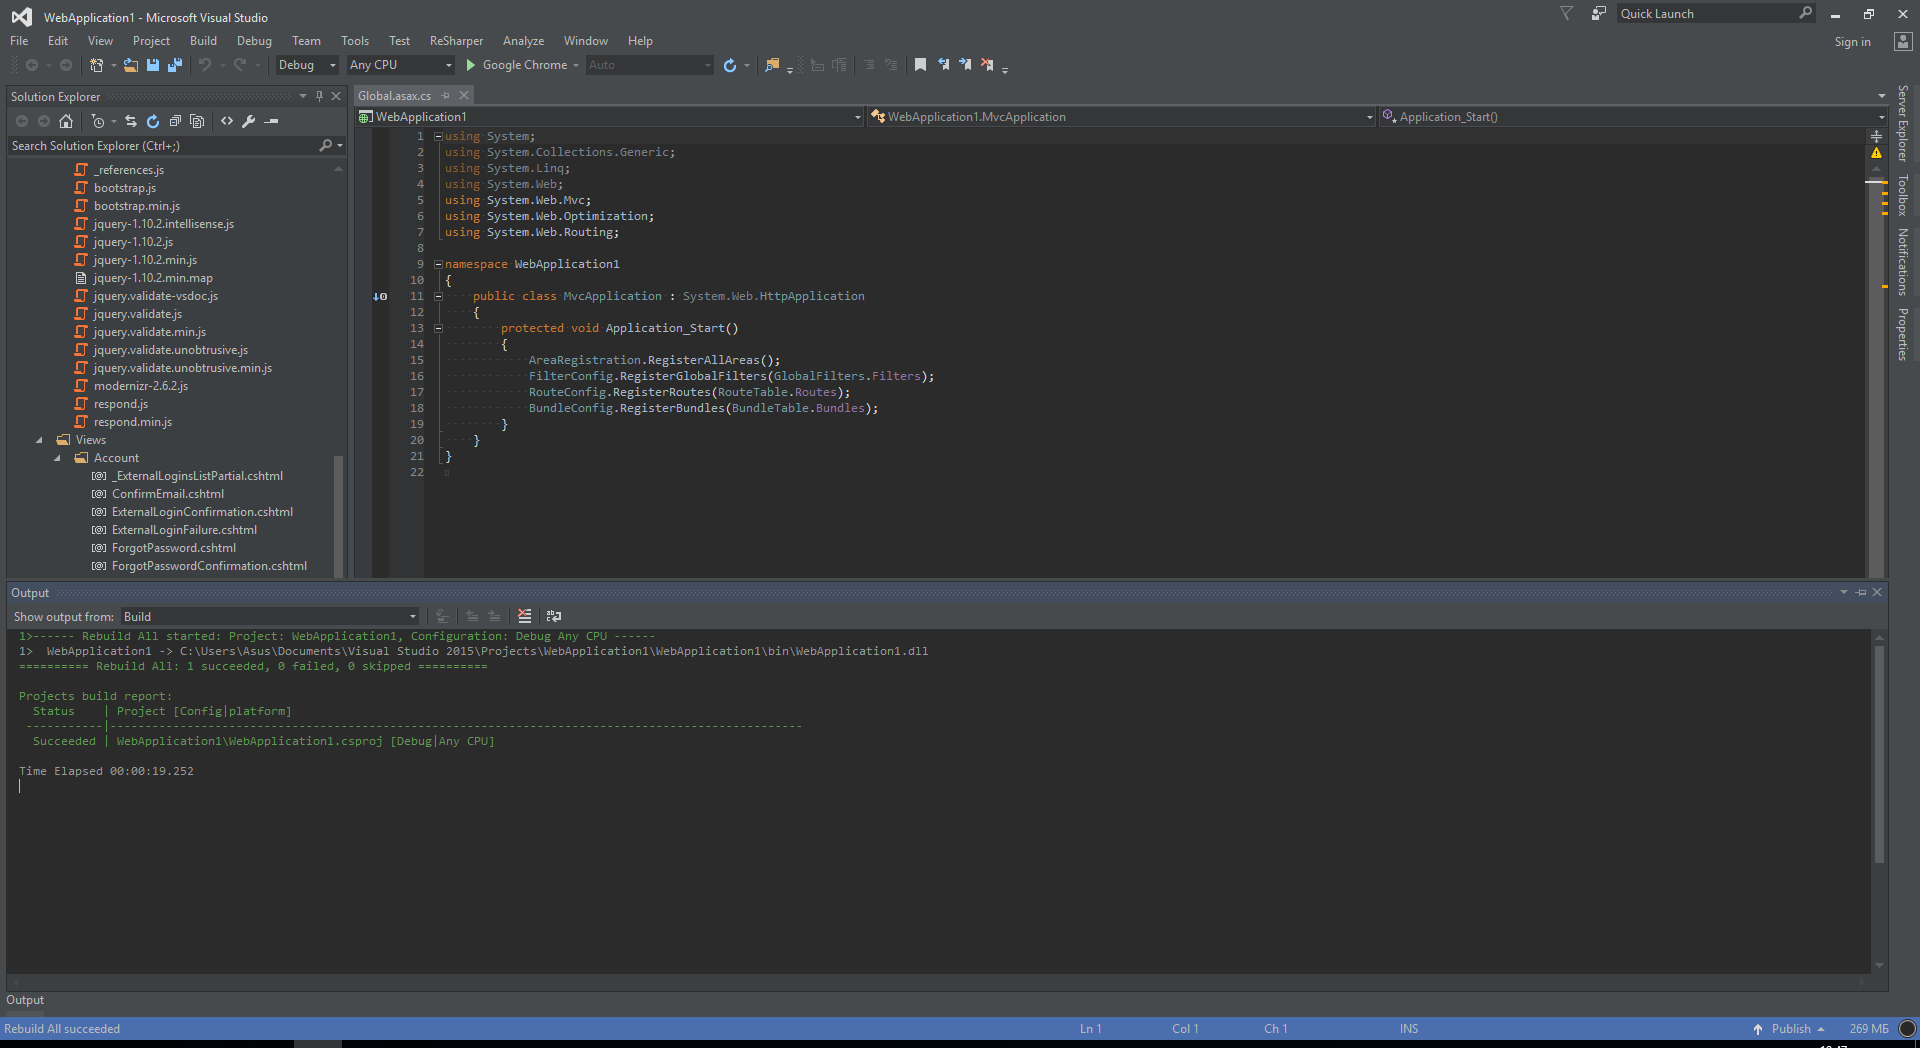 WebApplication1 - Microsoft Visual Studio
Quick Launch
File Edit View Project Build Debug Team Tools Test ReSharper Analyze Window Help
Sign in
Debug Any CPU Google Chrome Auto
Solution Explorer
Search Solution Explorer (Ctrl+;)
_references.js
bootstrap.js
bootstrap.min.js
jquery-1.10.2.intellisense.js
jquery-1.10.2.js
jquery-1.10.2.min.js
jquery-1.10.2.min.map
jquery.validate-vsdoc.js
jquery.validate.js
jquery.validate.min.js
jquery.validate.unobtrusive.js
jquery.validate.unobtrusive.min.js
modernizr-2.6.2.js
respond.js
respond.min.js
Views
Account
_ExternalLoginsListPartial.cshtml
ConfirmEmail.cshtml
ExternalLoginConfirmation.cshtml
ExternalLoginFailure.cshtml
ForgotPassword.cshtml
ForgotPasswordConfirmation.cshtml
Global.asax.cs
WebApplication1 WebApplication1.MvcApplication Application_Start()
1 using System;
2 using System.Collections.Generic;
3 using System.Linq;
4 using System.Web;
5 using System.Web.Mvc;
6 using System.Web.Optimization;
7 using System.Web.Routing;
8
9 namespace WebApplication1
10 {
11 public class MvcApplication : System.Web.HttpApplication
12 {
13 protected void Application_Start()
14 {
15 AreaRegistration.RegisterAllAreas();
16 FilterConfig.RegisterGlobalFilters(GlobalFilters.Filters);
17 RouteConfig.RegisterRoutes(RouteTable.Routes);
18 BundleConfig.RegisterBundles(BundleTable.Bundles);
19 }
20 }
21 }
22
Server Explorer
Toolbox
Notifications
Properties
Output
Show output from: Build
1>------ Rebuild All started: Project: WebApplication1, Configuration: Debug Any CPU ------
1> WebApplication1 -> C:\Users\Asus\Documents\Visual Studio 2015\Projects\WebApplication1\WebApplication1\bin\WebApplication1.dll
========== Rebuild All: 1 succeeded, 0 failed, 0 skipped ==========
Projects build report:
Status | Project [Config|platform]
-----------|---------------------------------------------------------------------------------------------------
Succeeded | WebApplication1\WebApplication1.csproj [Debug|Any CPU]
Time Elapsed 00:00:19.252
Output
Rebuild All succeeded Ln 1 Col 1 Ch 1 INS Publish 269 МБ